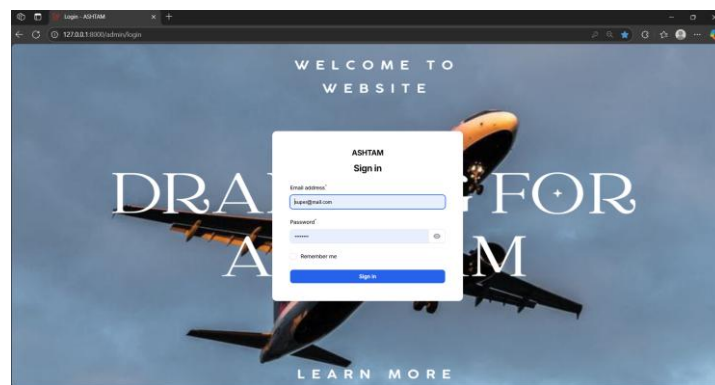 Login - ASHTAM
127.0.0.1:8000/admin/login
WELCOME TO
WEBSITE
ASHTAM
Sign in
Email address*
super@mail.com
Password*
Remember me
Sign in
FOR
LEARN MORE